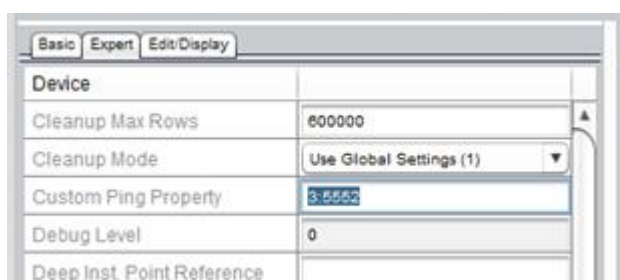 Basic Expert Edit/Display
Device
Cleanup Max Rows 600000
Cleanup Mode Use Global Settings (1)
Custom Ping Property 3:5552
Debug Level 0
Deep Inst. Point Reference